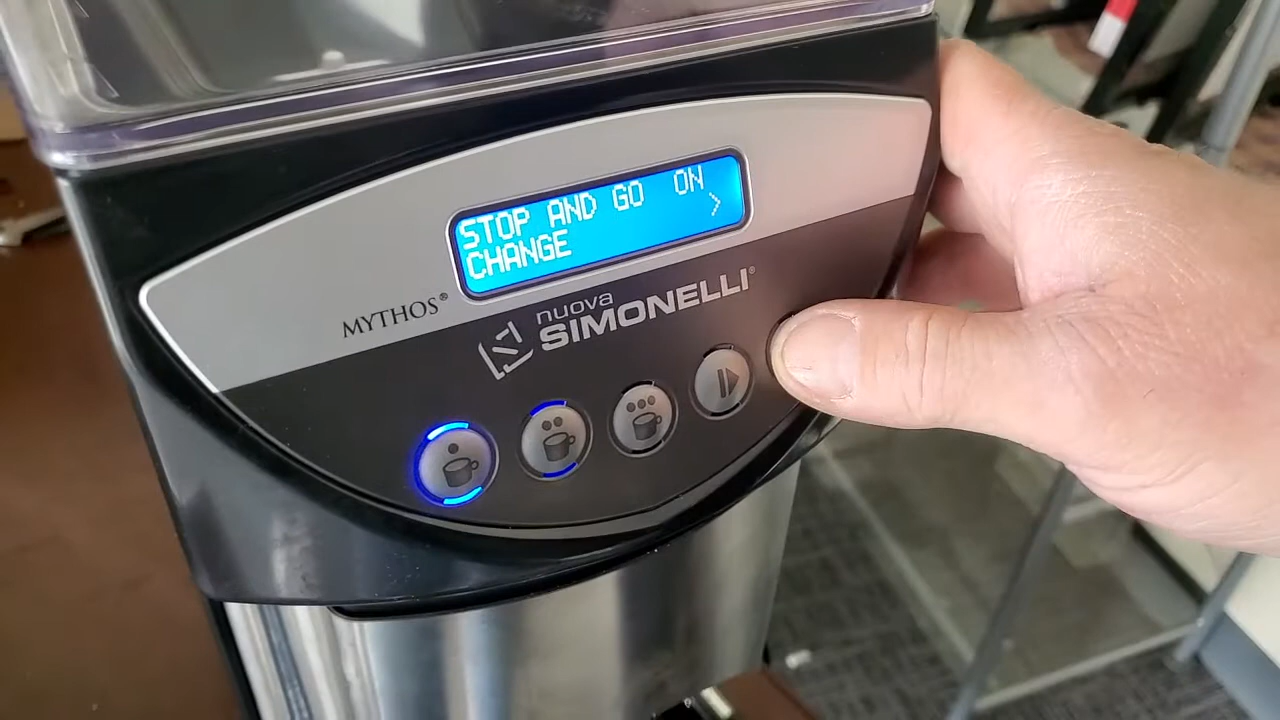 STOP AND GO ON
CHANGE >
MYTHOS®
nuova
SIMONELLI®